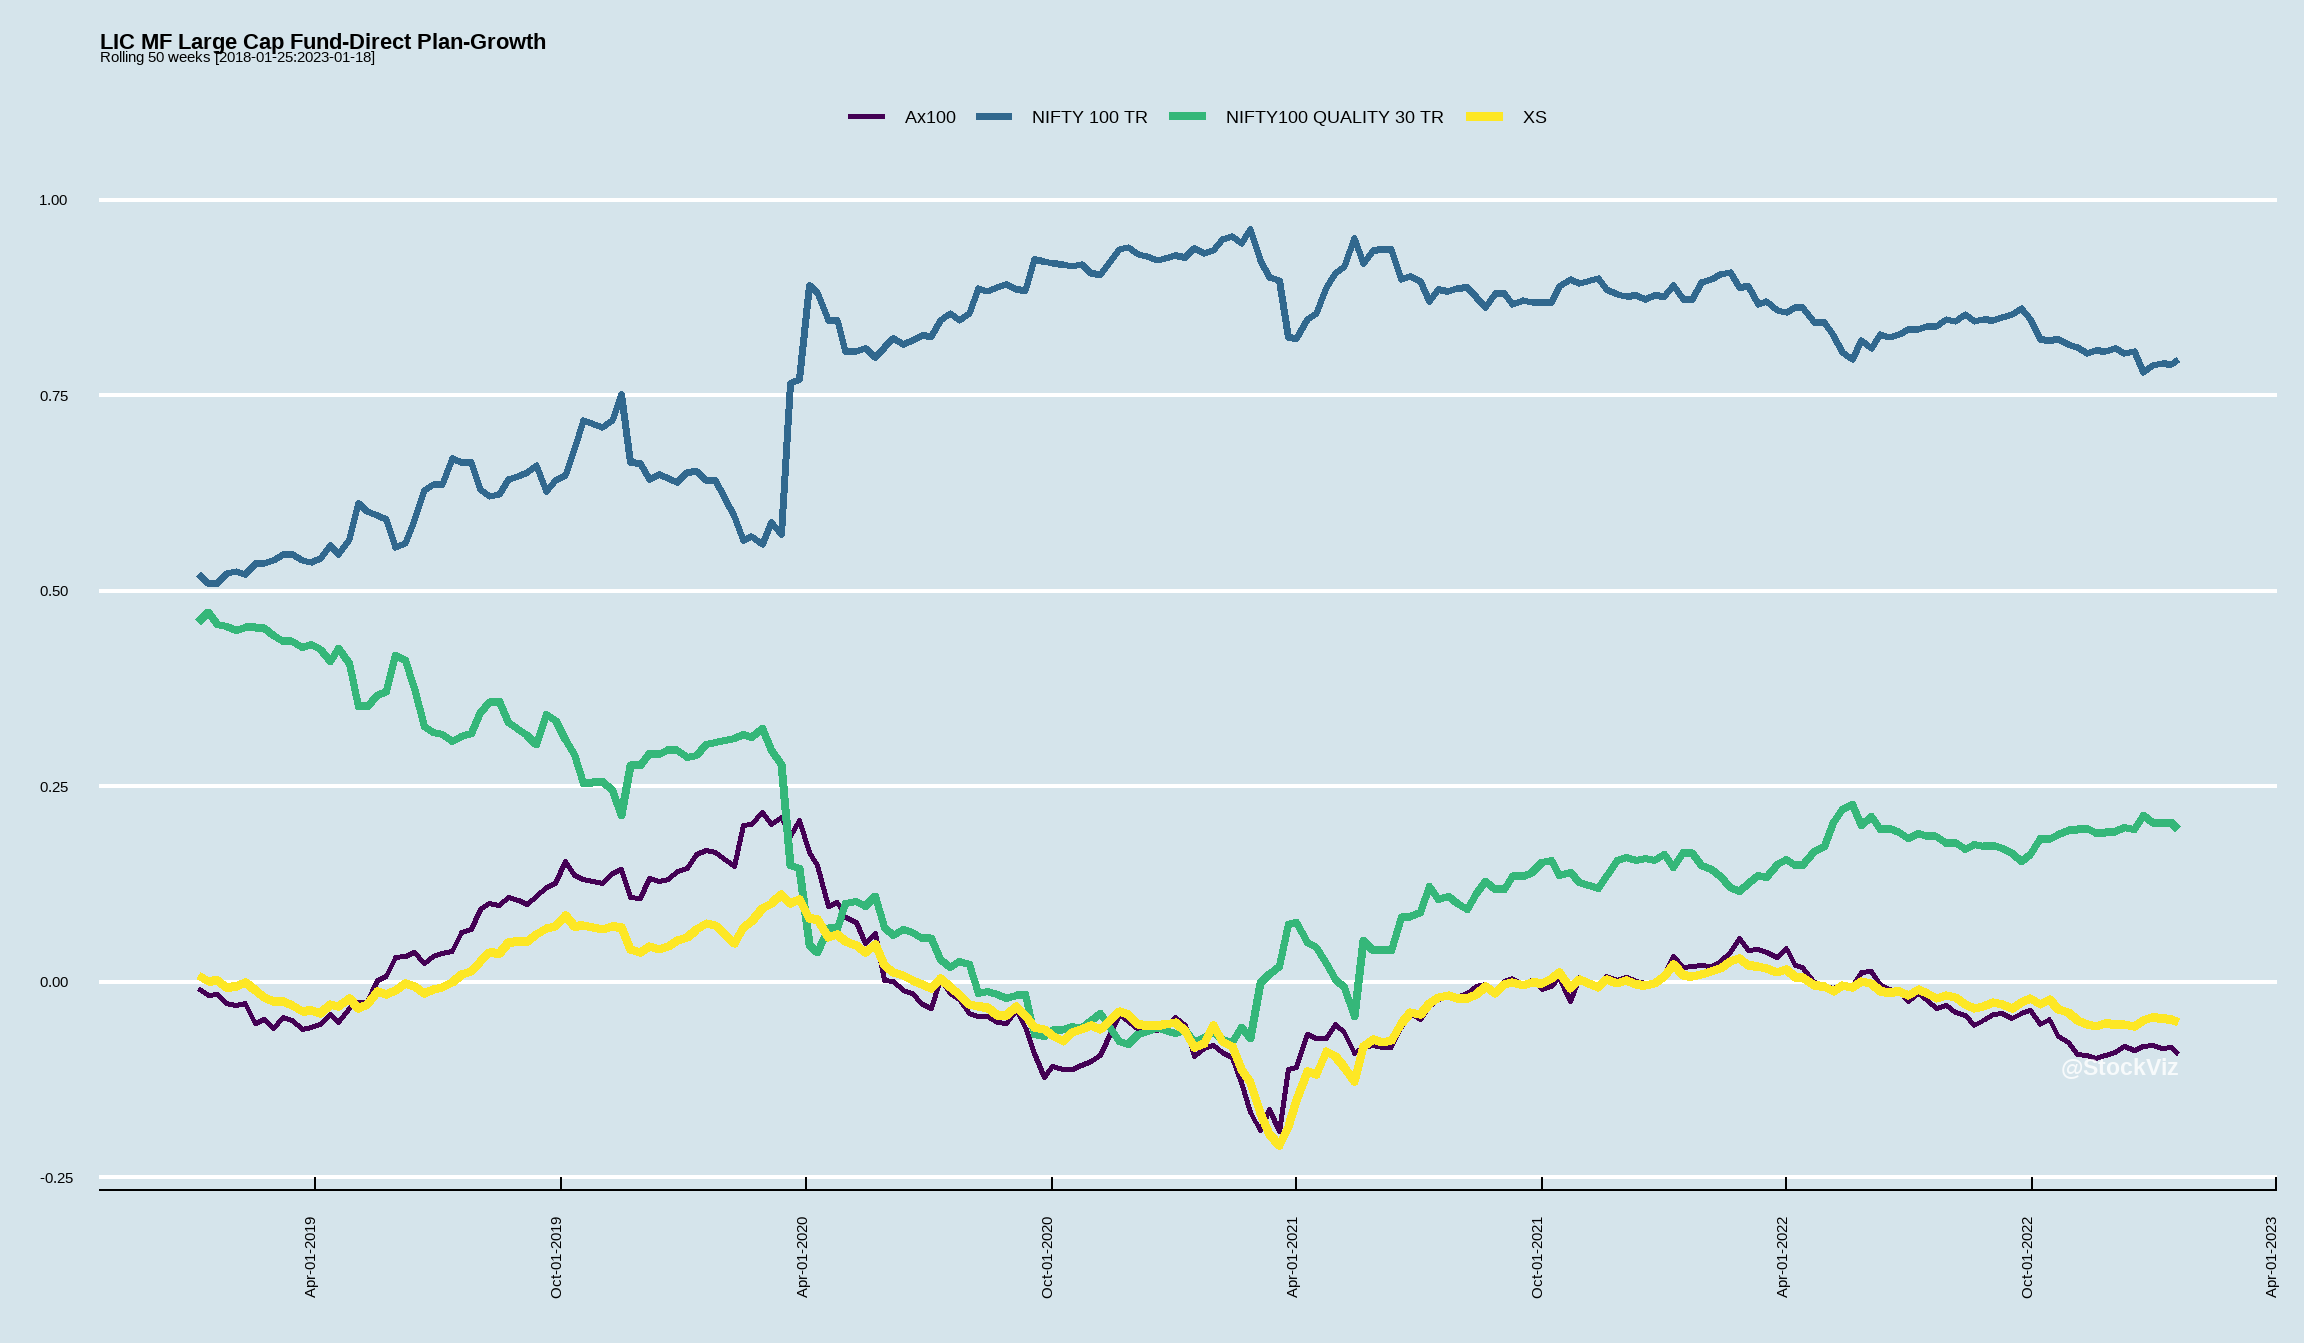 LIC MF Large Cap Fund-Direct Plan-Growth
Rolling 50 weeks [2018-01-25:2023-01-18]
Ax100 NIFTY 100 TR NIFTY100 QUALITY 30 TR XS
1.00
0.75
0.50
0.25
0.00
-0.25
@StockViz
Apr-01-2019 Oct-01-2019 Apr-01-2020 Oct-01-2020 Apr-01-2021 Oct-01-2021 Apr-01-2022 Oct-01-2022 Apr-01-2023